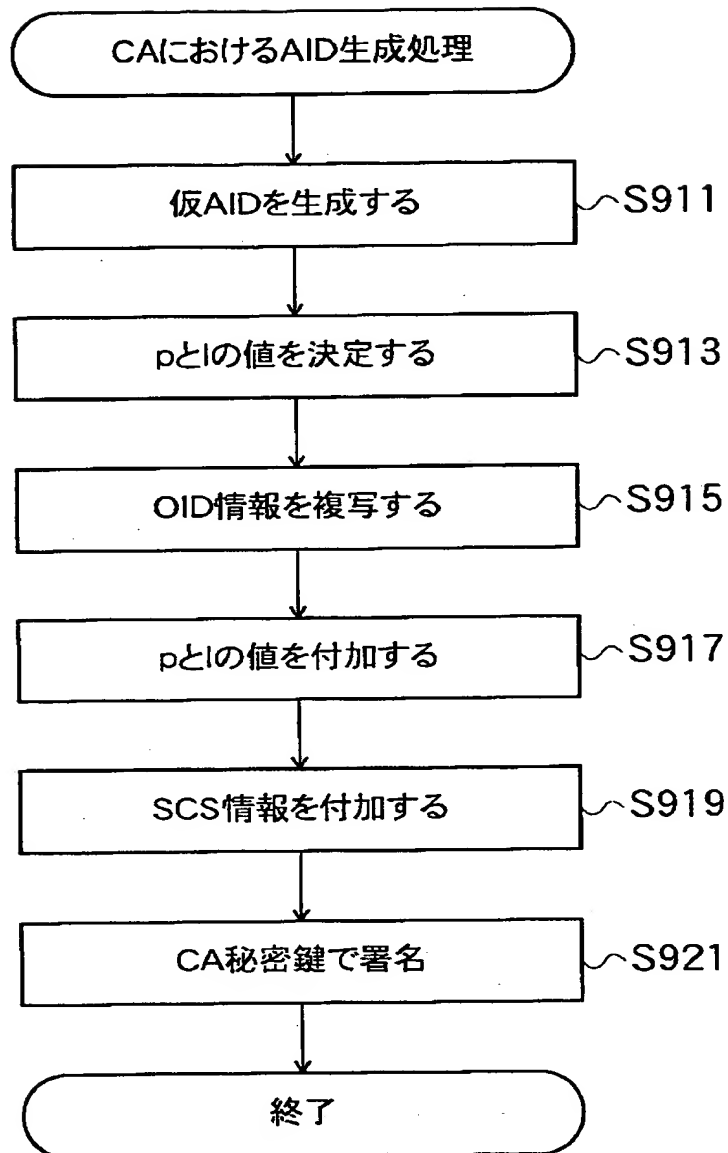 CAにおけるAID生成処理
仮AIDを生成する
S911
pとlの値を決定する
S913
OID情報を複写する
S915
pとlの値を付加する
S917
SCS情報を付加する
S919
CA秘密鍵で署名
S921
終了